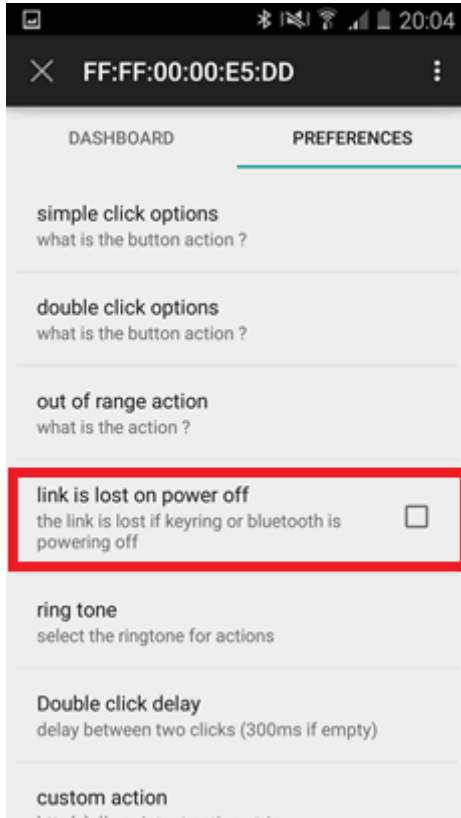 20:04
FF:FF:00:00:E5:DD
DASHBOARD PREFERENCES
simple click options
what is the button action ?
double click options
what is the button action ?
out of range action
what is the action ?
link is lost on power off
the link is lost if keyring or bluetooth is
powering off
ring tone
select the ringtone for actions
Double click delay
delay between two clicks (300ms if empty)
custom action